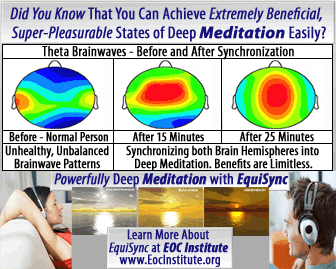 Did You Know That You Can Achieve Extremely Beneficial,
Super-Pleasurable States of Deep Meditation Easily?
Theta Brainwaves - Before and After Synchronization
Before - Normal Person
After 15 Minutes
After 25 Minutes
Unhealthy, Unbalanced
Brainwave Patterns
Synchronizing both Brain Hemispheres into
Deep Meditation. Benefits are Limitless.
Powerfully Deep Meditation with EquiSync
Learn More About
EquiSync at EOC Institute
www.EocInstitute.org